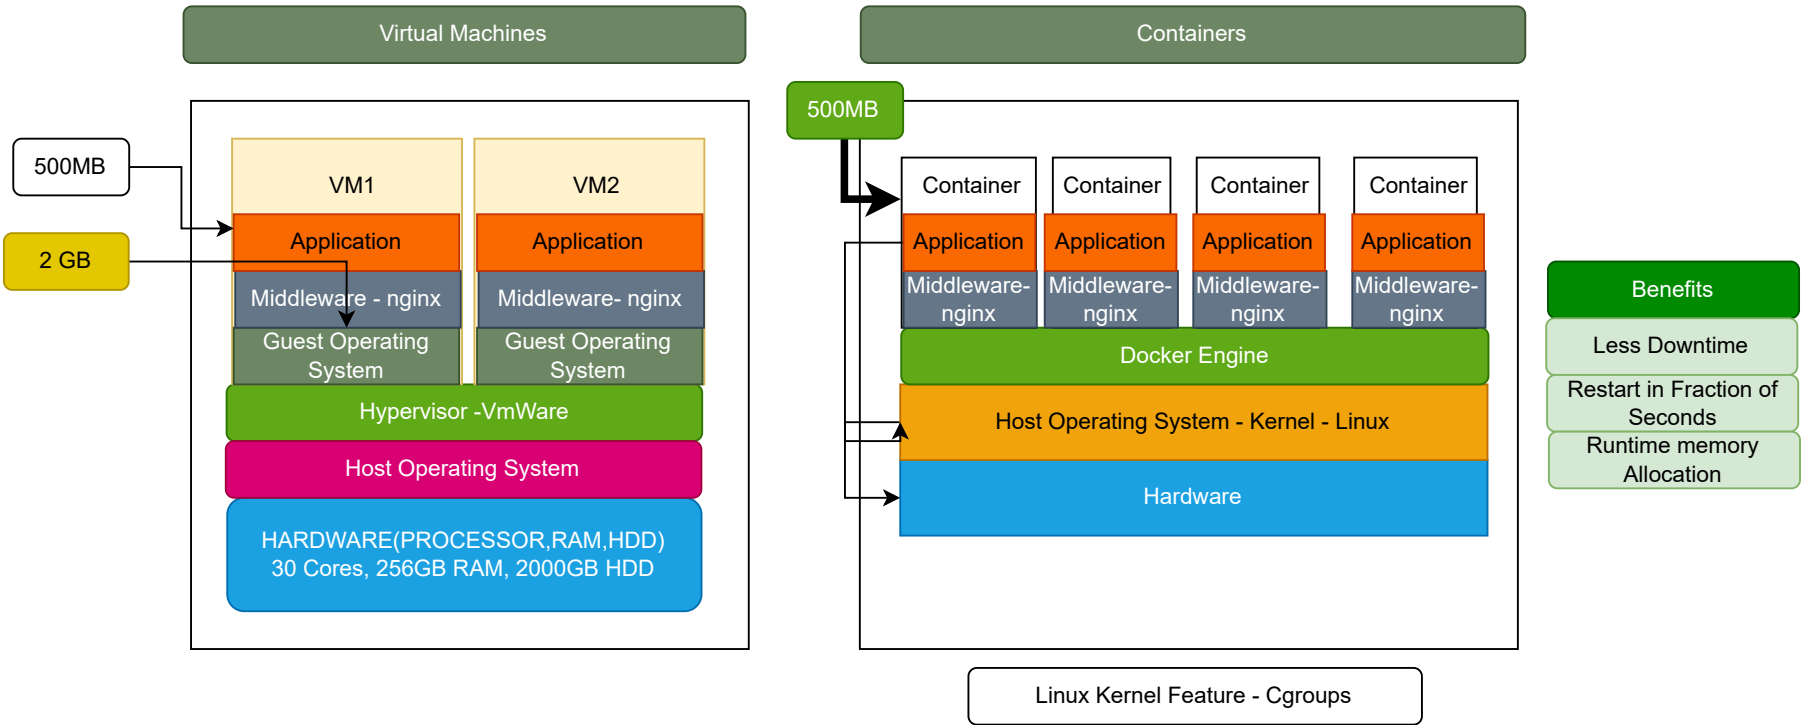 Virtual Machines
500MB
2 GB
VM1
VM2
Application
Application
Middleware - nginx
Middleware- nginx
Guest Operating
System
Guest Operating
System
Hypervisor -VmWare
Host Operating System
HARDWARE(PROCESSOR,RAM,HDD)
30 Cores, 256GB RAM, 2000GB HDD
Containers
500MB
Container
Container
Container
Container
Application
Application
Application
Application
Middleware-
nginx
Middleware-
nginx
Middleware-
nginx
Middleware-
nginx
Docker Engine
Host Operating System - Kernel - Linux
Hardware
Linux Kernel Feature - Cgroups
Benefits
Less Downtime
Restart in Fraction of
Seconds
Runtime memory
Allocation